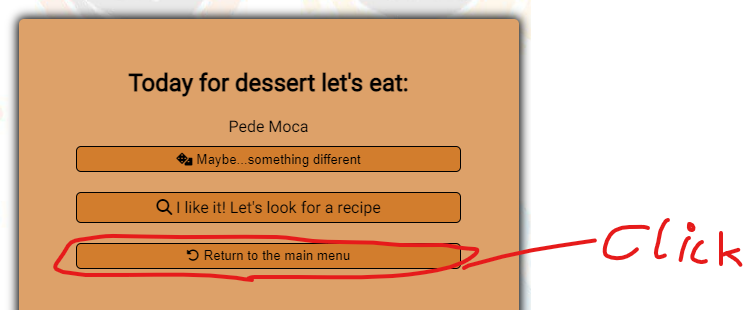 Today for dessert let's eat:
Pede Moca
Maybe...something different
I like it! Let's look for a recipe
Return to the main menu
Click